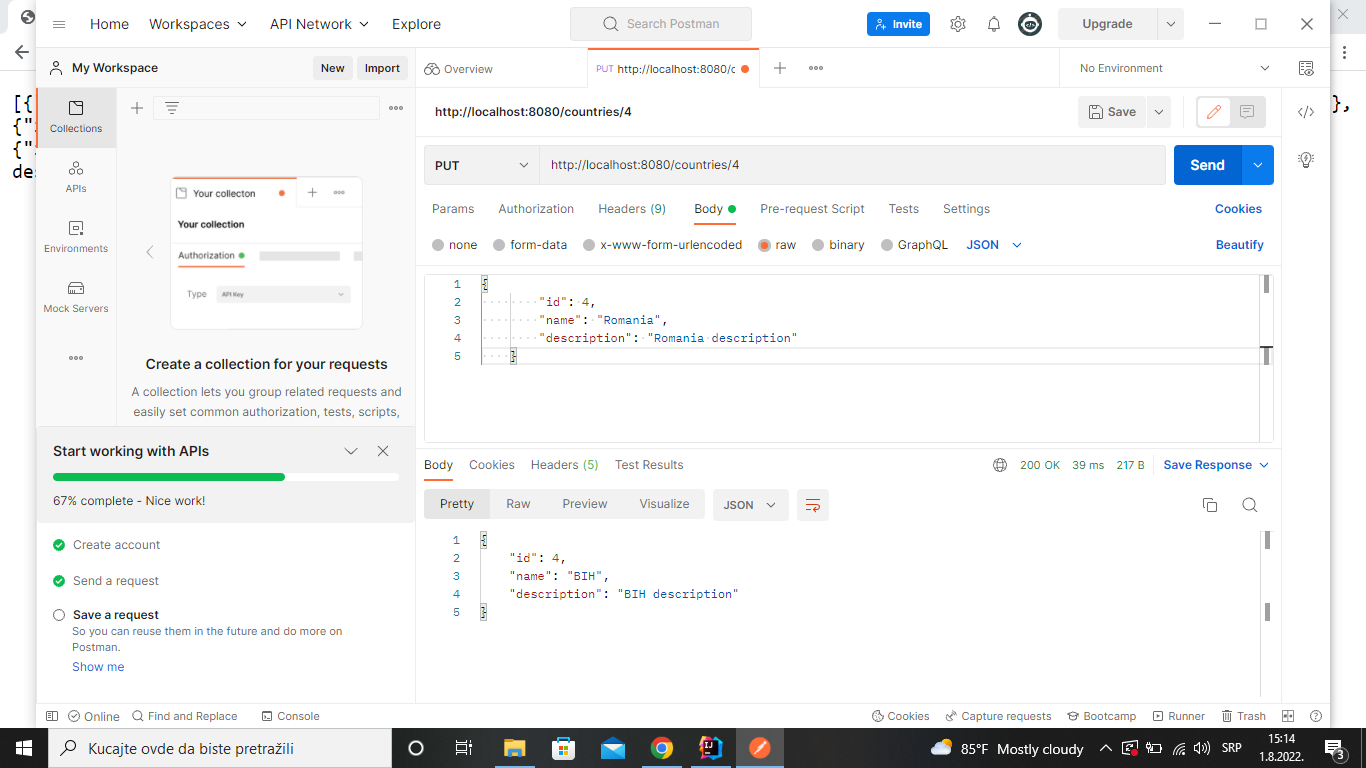 Home Workspaces API Network Explore Search Postman Invite Upgrade
My Workspace New Import Overview PUT http://localhost:8080/c No Environment
[{ },
{"
{"
de
Collections
APIs
Environments
Mock Servers
Your collecton
Your collection
Authorization
Type API Key
Create a collection for your requests
A collection lets you group related requests and
easily set common authorization, tests, scripts,
Start working with APIs
67% complete - Nice work!
Create account
Send a request
Save a request
So you can reuse them in the future and do more on
Postman.
Show me
http://localhost:8080/countries/4 Save
PUT http://localhost:8080/countries/4 Send
Params Authorization Headers (9) Body Pre-request Script Tests Settings Cookies
none form-data x-www-form-urlencoded raw binary GraphQL JSON Beautify
1 {
2 "id": 4,
3 "name": "Romania",
4 "description": "Romania description"
5 }
Body Cookies Headers (5) Test Results 200 OK 39 ms 217 B Save Response
Pretty Raw Preview Visualize JSON
1 {
2 "id": 4,
3 "name": "BIH",
4 "description": "BIH description"
5 }
Online Find and Replace Console Cookies Capture requests Bootcamp Runner Trash
Kucajte ovde da biste pretražili 85°F Mostly cloudy SRP 15:14
1.8.2022. 3